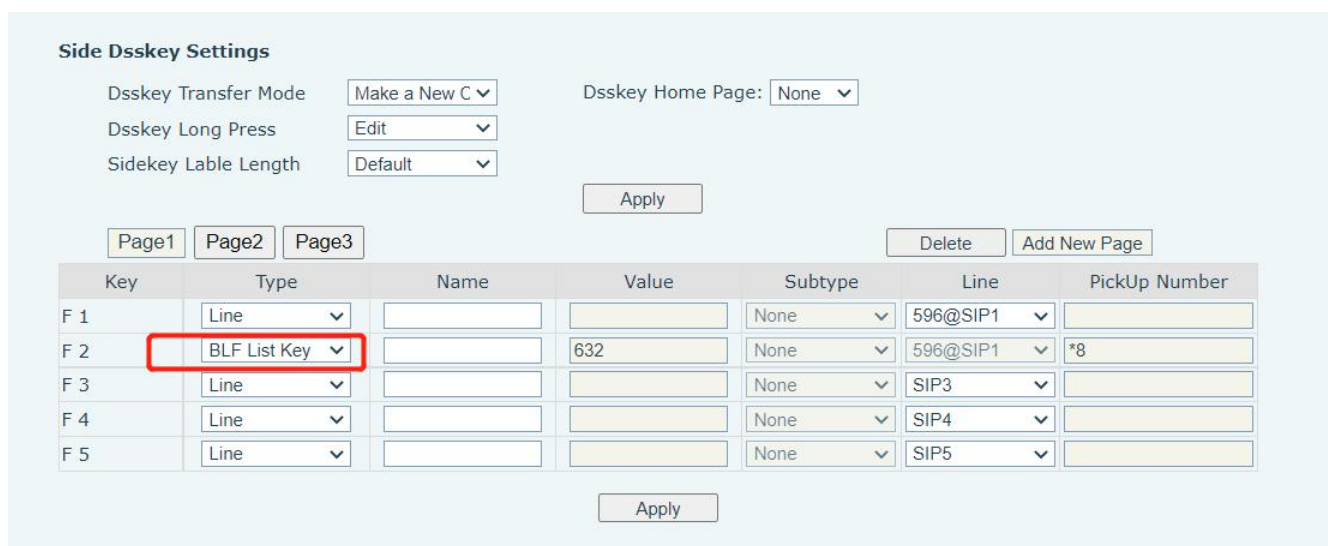 Side Dsskey Settings
Dsskey Transfer Mode Make a New C Dsskey Home Page: None
Dsskey Long Press Edit
Sidekey Lable Length Default
Apply
Page1 Page2 Page3 Delete Add New Page
Key Type Name Value Subtype Line PickUp Number
F 1 Line None 596@SIP1
F 2 BLF List Key 632 None 596@SIP1 *8
F 3 Line None SIP3
F 4 Line None SIP4
F 5 Line None SIP5
Apply